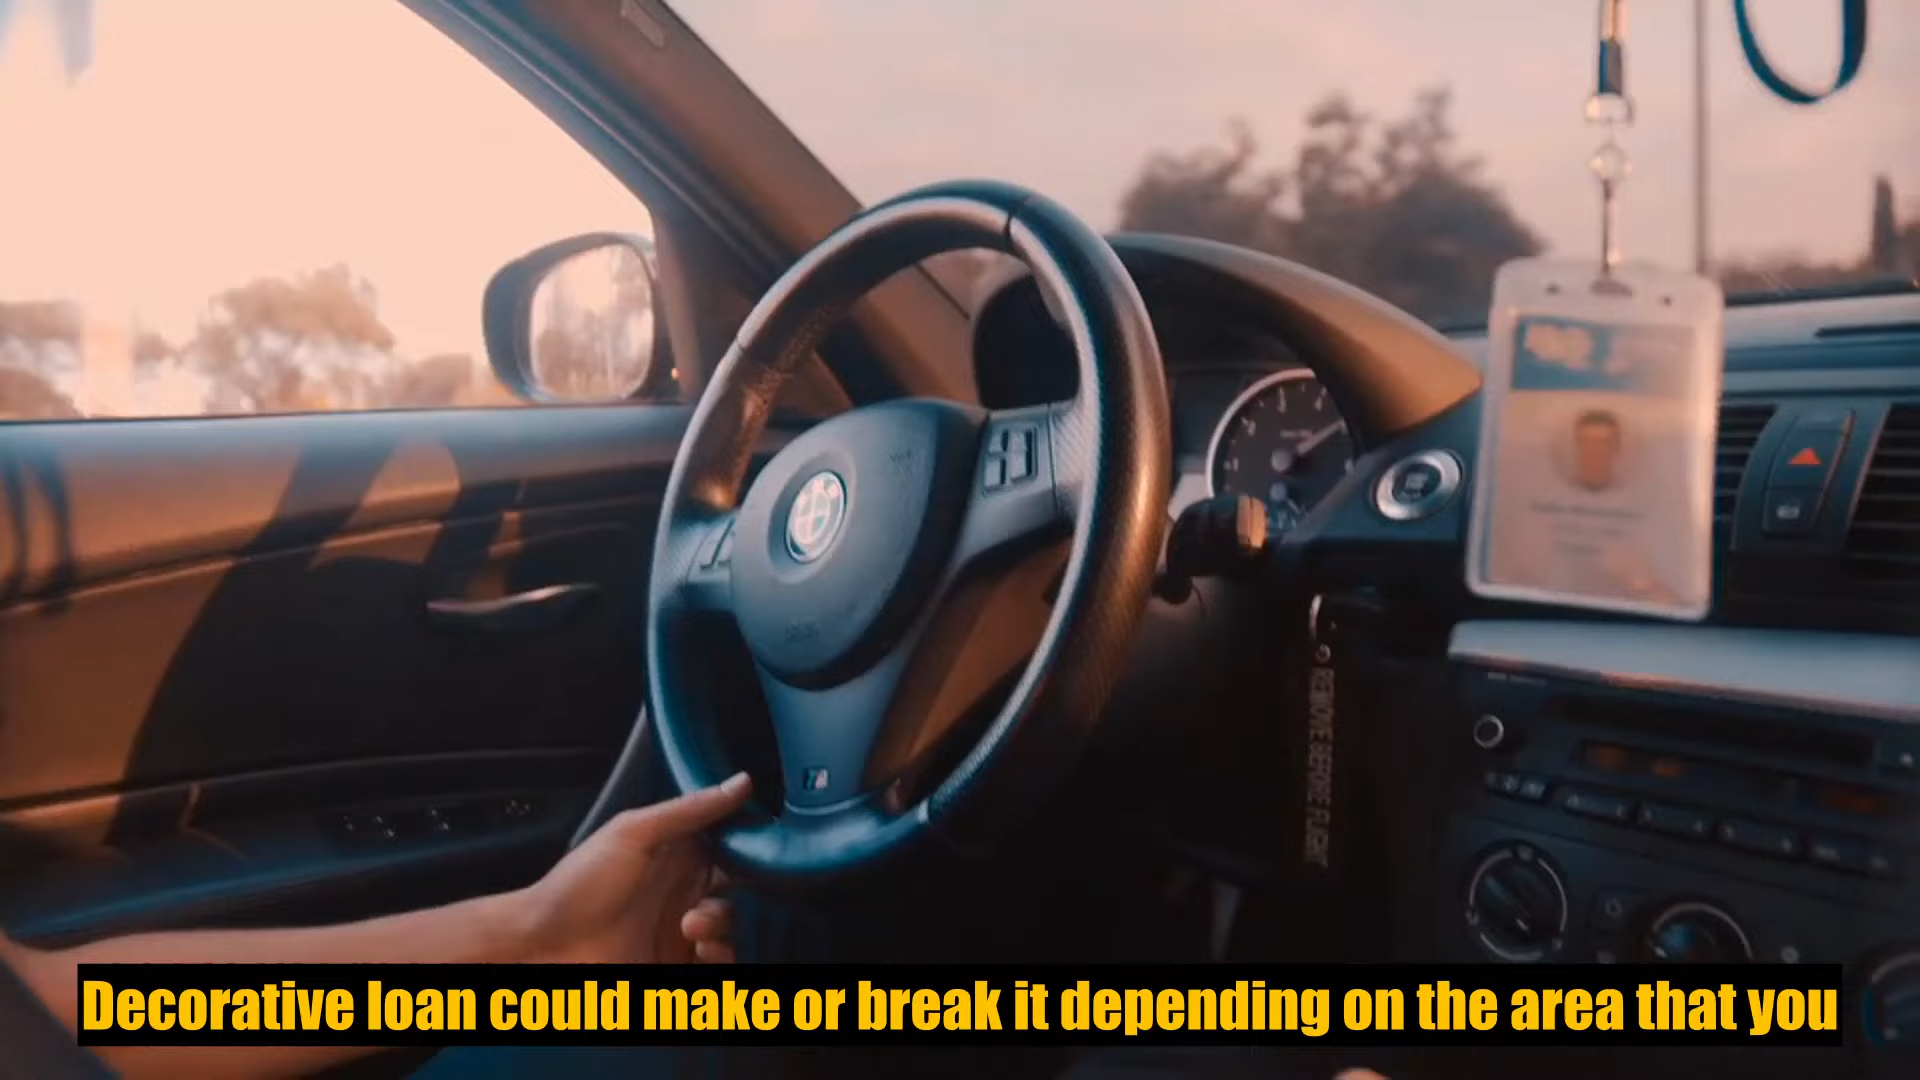 REMOVE BEFORE FLIGHT
Decorative loan could make or break it depending on the area that you